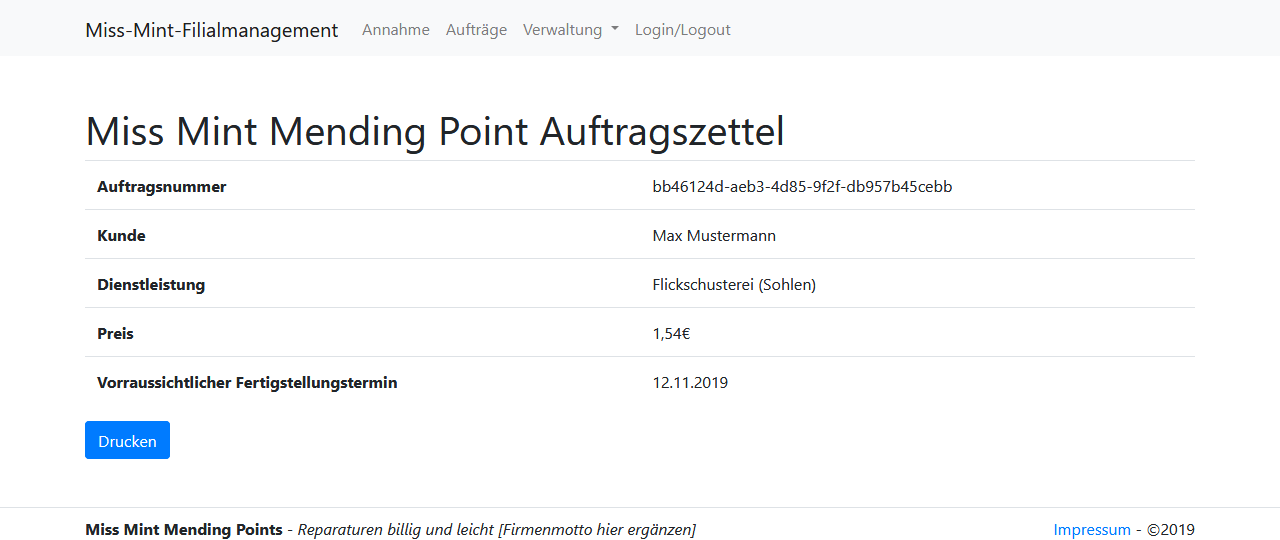 Miss-Mint-Filialmanagement Annahme Aufträge Verwaltung Login/Logout
Miss Mint Mending Point Auftragszettel
Auftragsnummer bb46124d-aeb3-4d85-9f2f-db957b45cebb
Kunde Max Mustermann
Dienstleistung Flickschusterei (Sohlen)
Preis 1,54€
Vorraussichtlicher Fertigstellungstermin 12.11.2019
Drucken
Miss Mint Mending Points - Reparaturen billig und leicht [Firmenmotto hier ergänzen] Impressum - ©2019